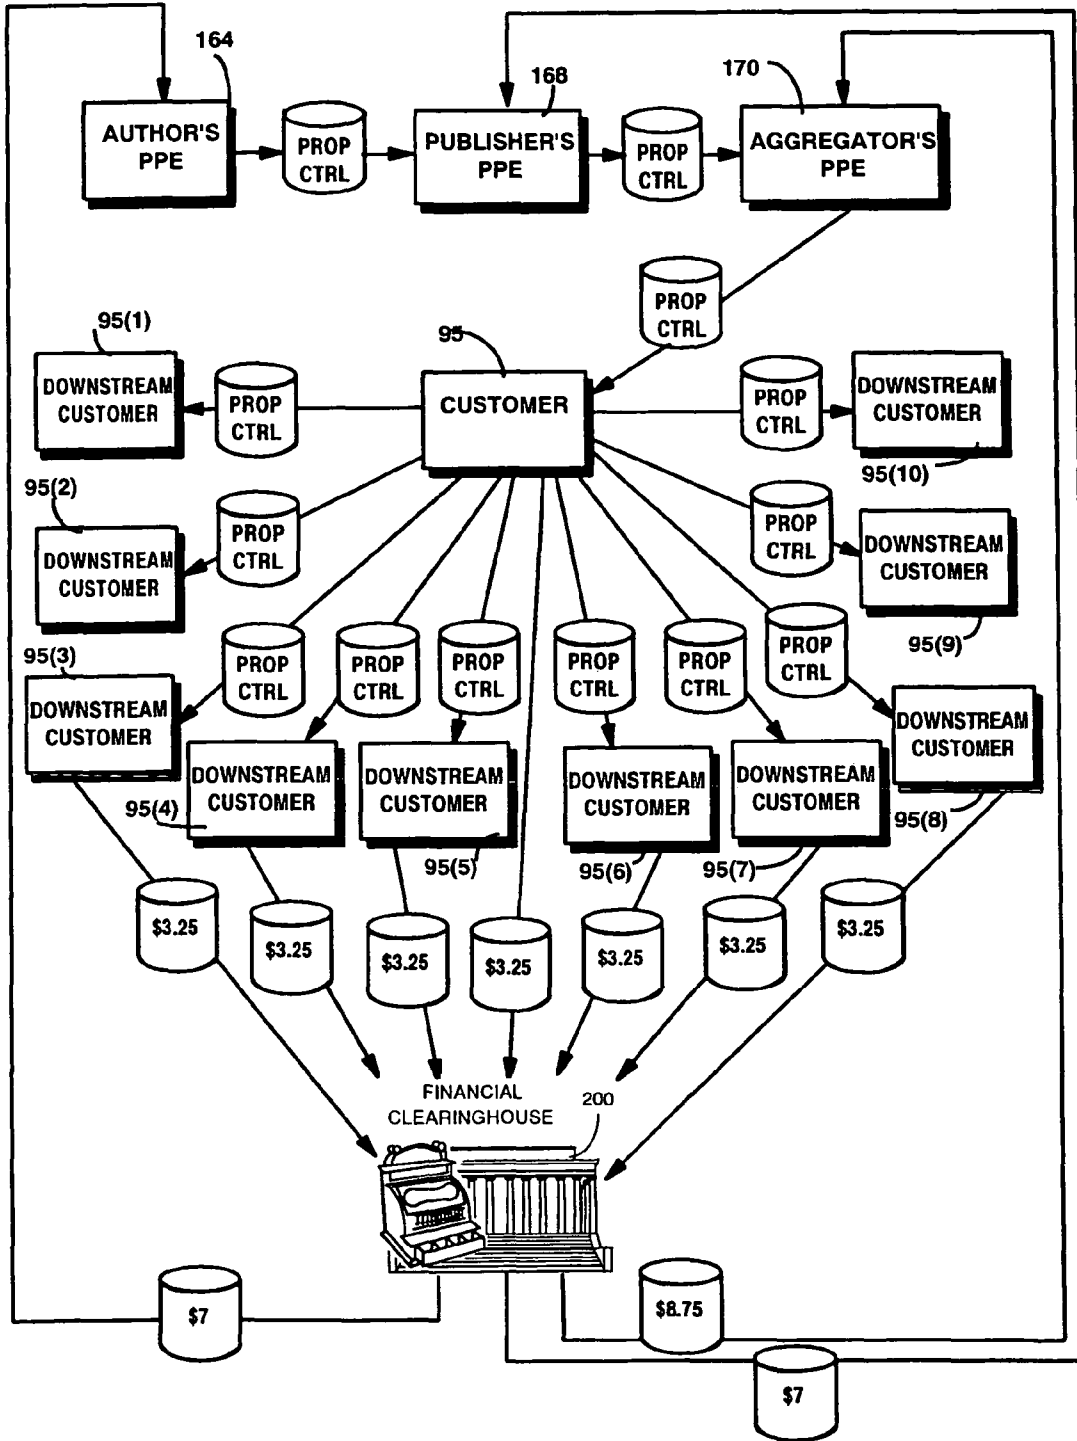 164
168
170
AUTHOR'S
PPE
PROP
CTRL
PUBLISHER'S
PPE
PROP
CTRL
AGGREGATOR'S
PPE
PROP
CTRL
95(1)
95
DOWNSTREAM
CUSTOMER
PROP
CTRL
CUSTOMER
PROP
CTRL
DOWNSTREAM
CUSTOMER
95(10)
95(2)
DOWNSTREAM
CUSTOMER
PROP
CTRL
PROP
CTRL
DOWNSTREAM
CUSTOMER
95(9)
95(3)
DOWNSTREAM
CUSTOMER
PROP
CTRL
PROP
CTRL
PROP
CTRL
PROP
CTRL
PROP
CTRL
PROP
CTRL
DOWNSTREAM
CUSTOMER
95(8)
DOWNSTREAM
CUSTOMER
95(4)
DOWNSTREAM
CUSTOMER
95(5)
DOWNSTREAM
CUSTOMER
95(6)
DOWNSTREAM
CUSTOMER
95(7)
$3.25
$3.25
$3.25
$3.25
$3.25
$3.25
$3.25
FINANCIAL
CLEARINGHOUSE
200
$7
$8.75
$7